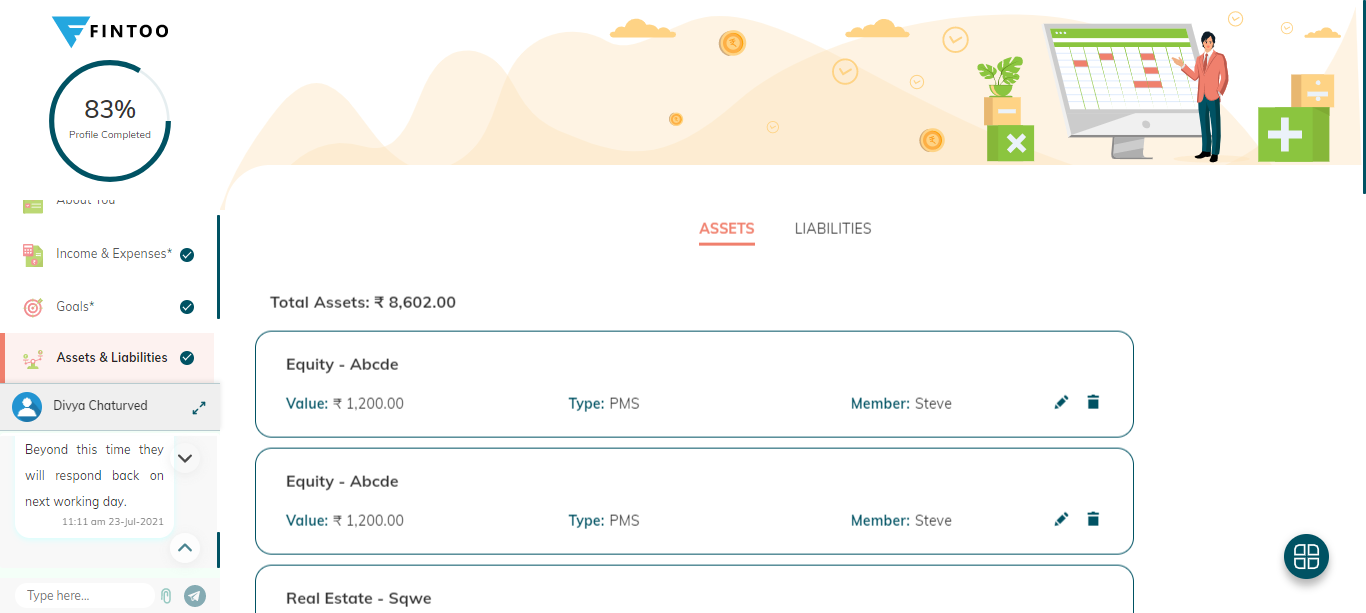 FINTOO
83%
Profile Completed
About You
Income & Expenses*
Goals*
Assets & Liabilities
Divya Chaturved
Beyond this time they
will respond back on
next working day.
11:11 am 23-Jul-2021
Type here...
ASSETS LIABILITIES
Total Assets: ₹ 8,602.00
Equity - Abcde
Value: ₹ 1,200.00 Type: PMS Member: Steve
Equity - Abcde
Value: ₹ 1,200.00 Type: PMS Member: Steve
Real Estate - Sqwe